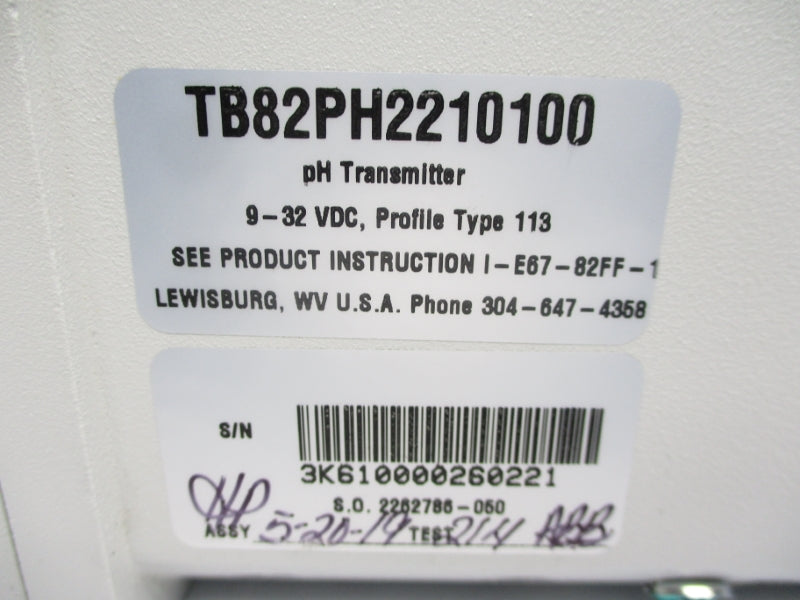 TB82PH2210100
pH Transmitter
9-32 VDC, Profile Type 113
SEE PRODUCT INSTRUCTION I-E67-82FF-1
LEWISBURG, WV U.S.A. Phone 304-647-4358
S/N
3K610000260221
S.O. 2262786-050
ASSY 5-20-19 TEST 214 ABB